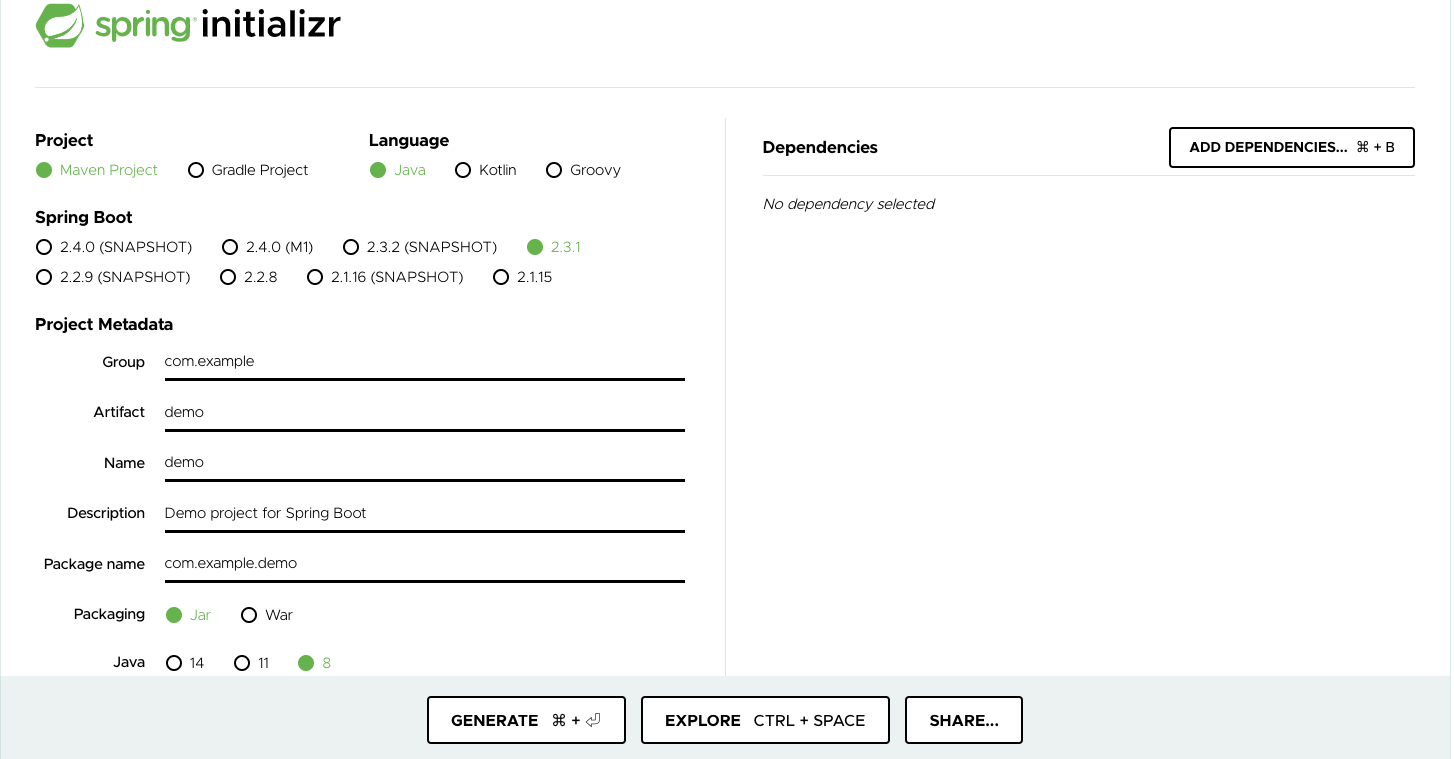 spring initializr
Project
Maven Project Gradle Project
Language
Java Kotlin Groovy
Spring Boot
2.4.0 (SNAPSHOT) 2.4.0 (M1) 2.3.2 (SNAPSHOT) 2.3.1
2.2.9 (SNAPSHOT) 2.2.8 2.1.16 (SNAPSHOT) 2.1.15
Project Metadata
Group com.example
Artifact demo
Name demo
Description Demo project for Spring Boot
Package name com.example.demo
Packaging Jar War
Java 14 11 8
Dependencies
ADD DEPENDENCIES... ⌘ + B
No dependency selected
GENERATE ⌘ + ⏎
EXPLORE CTRL + SPACE
SHARE...